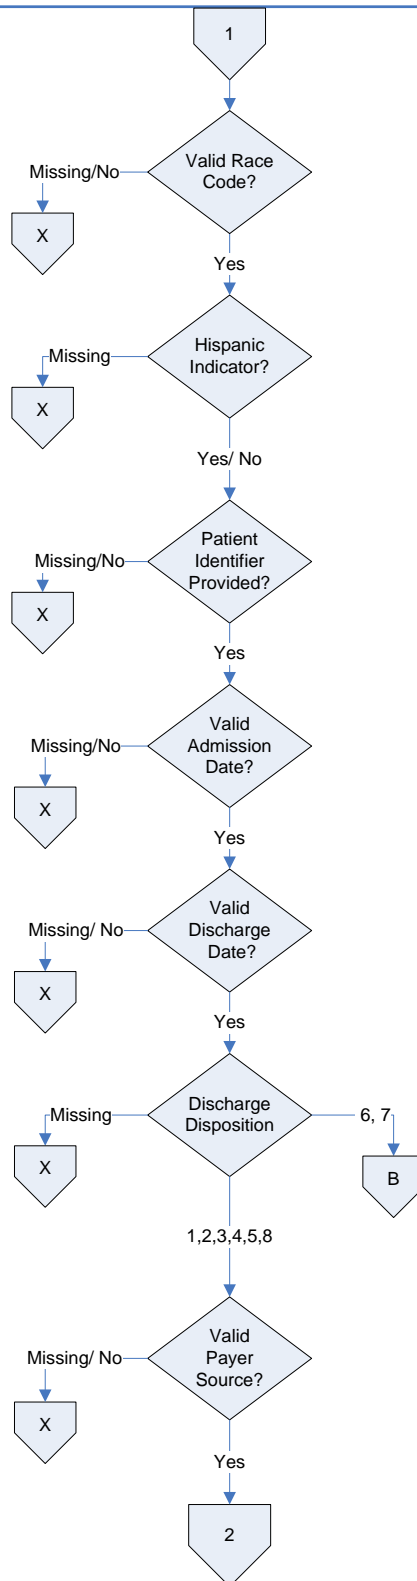 1
Valid Race
Code?
Missing/No
X
Yes
Hispanic
Indicator?
Missing
X
Yes/ No
Patient
Identifier
Provided?
Missing/No
X
Yes
Valid
Admission
Date?
Missing/No
X
Yes
Valid
Discharge
Date?
Missing/ No
X
Yes
Discharge
Disposition
Missing
6, 7
X
B
1,2,3,4,5,8
Valid
Payer
Source?
Missing/ No
X
Yes
2